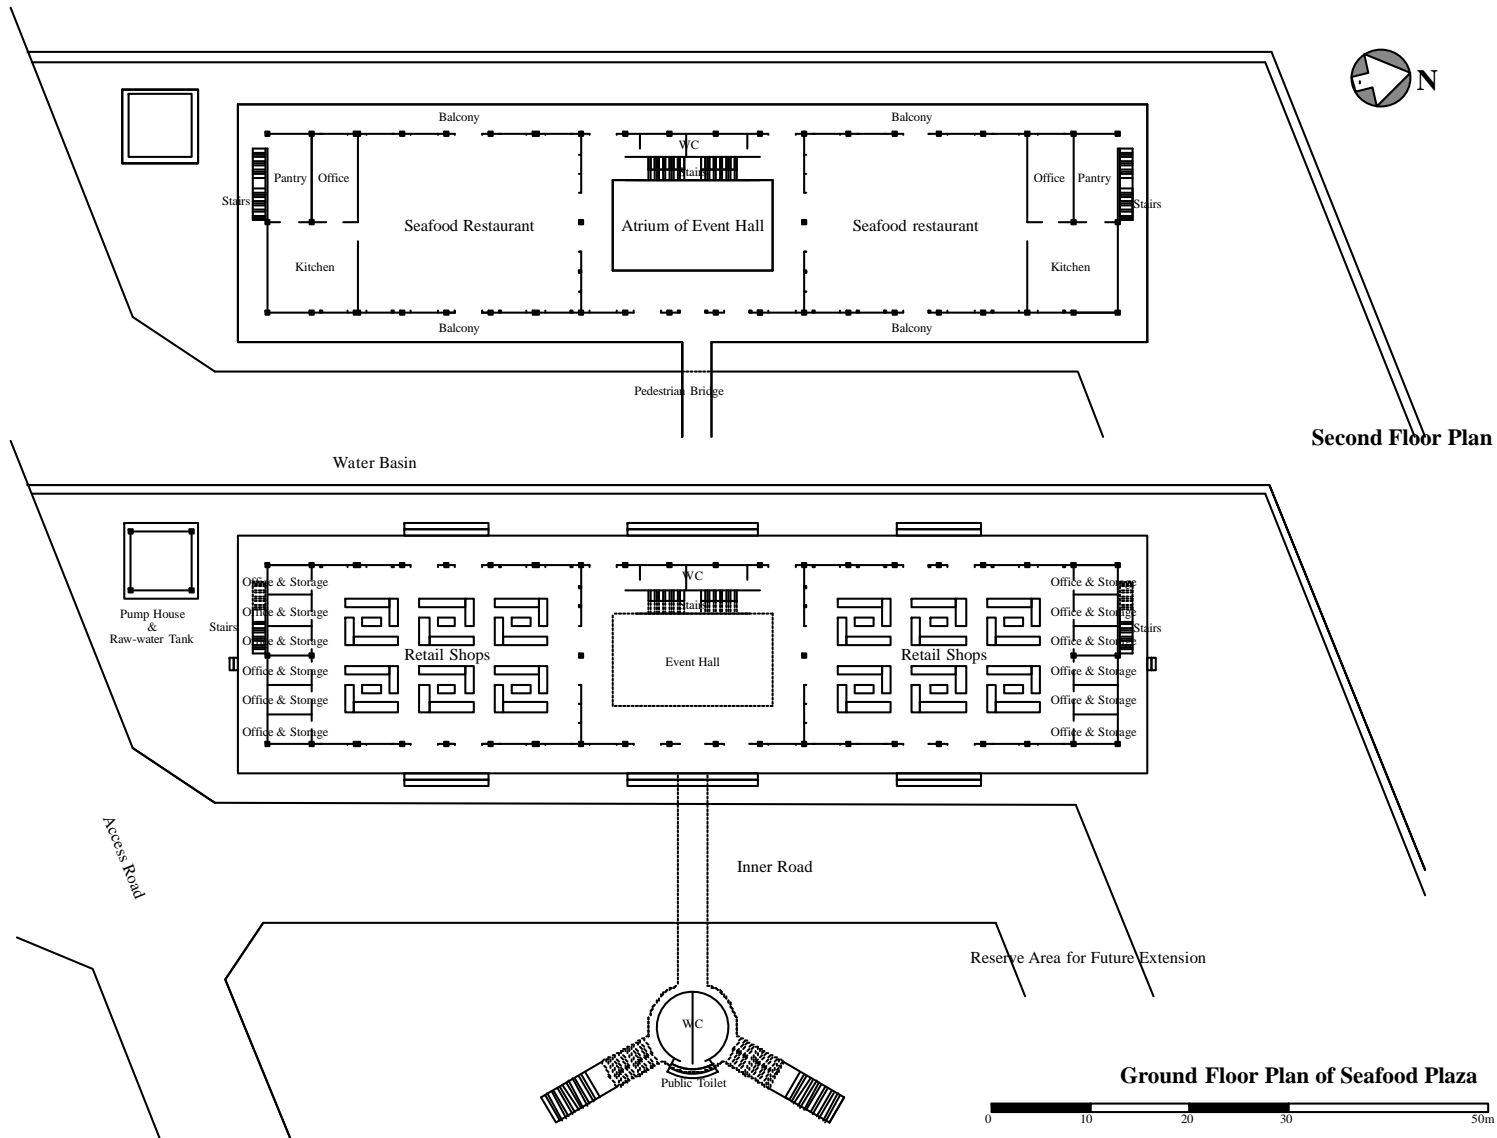 N
Balcony
Balcony
WC
Stairs
Pantry
Office
Office
Pantry
Stairs
Stairs
Seafood Restaurant
Atrium of Event Hall
Seafood restaurant
Kitchen
Kitchen
Balcony
Balcony
Pedestrian Bridge
Second Floor Plan
Water Basin
Office & Storage
WC
Office & Storage
Pump House
&
Raw-water Tank
Office & Storage
Stairs
Office & Storage
Stairs
Stairs
Office & Storage
Office & Storage
Retail Shops
Event Hall
Retail Shops
Office & Storage
Office & Storage
Office & Storage
Office & Storage
Office & Storage
Office & Storage
Access Road
Inner Road
Reserve Area for Future Extension
WC
Public Toilet
Ground Floor Plan of Seafood Plaza
0 10 20 30 50m